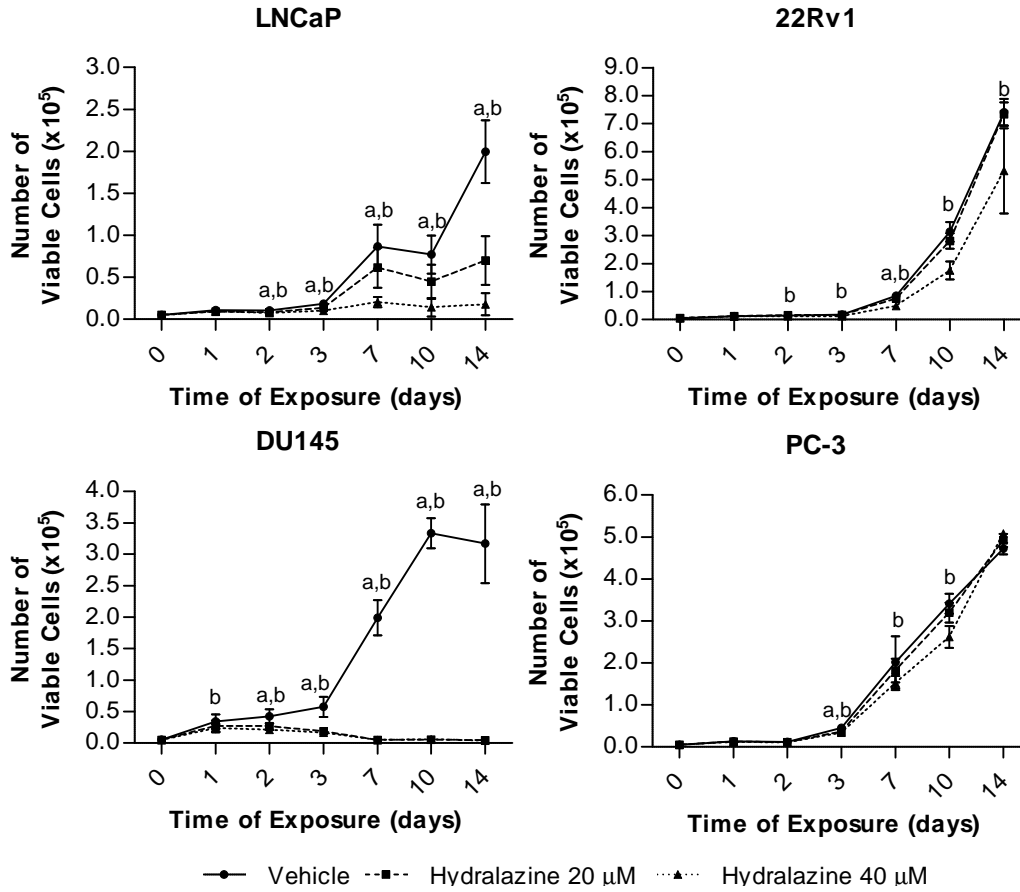 LNCaP
Number of
Viable Cells (x10⁵)
3.0
2.5
2.0
1.5
1.0
0.5
0.0
a,b
a,b
a,b
a,b
a,b
0 1 2 3 7 10 14
Time of Exposure (days)
22Rv1
Number of
Viable Cells (x10⁵)
9.0
8.0
7.0
6.0
5.0
4.0
3.0
2.0
1.0
0.0
b
b
a,b
b
b
0 1 2 3 7 10 14
Time of Exposure (days)
DU145
Number of
Viable Cells (x10⁵)
4.0
3.5
3.0
2.5
2.0
1.5
1.0
0.5
0.0
b
a,b
a,b
a,b
a,b
a,b
0 1 2 3 7 10 14
Time of Exposure (days)
PC-3
Number of
Viable Cells (x10⁵)
6.0
5.0
4.0
3.0
2.0
1.0
0.0
a,b
b
b
0 1 2 3 7 10 14
Time of Exposure (days)
Vehicle Hydralazine 20 μM Hydralazine 40 μM